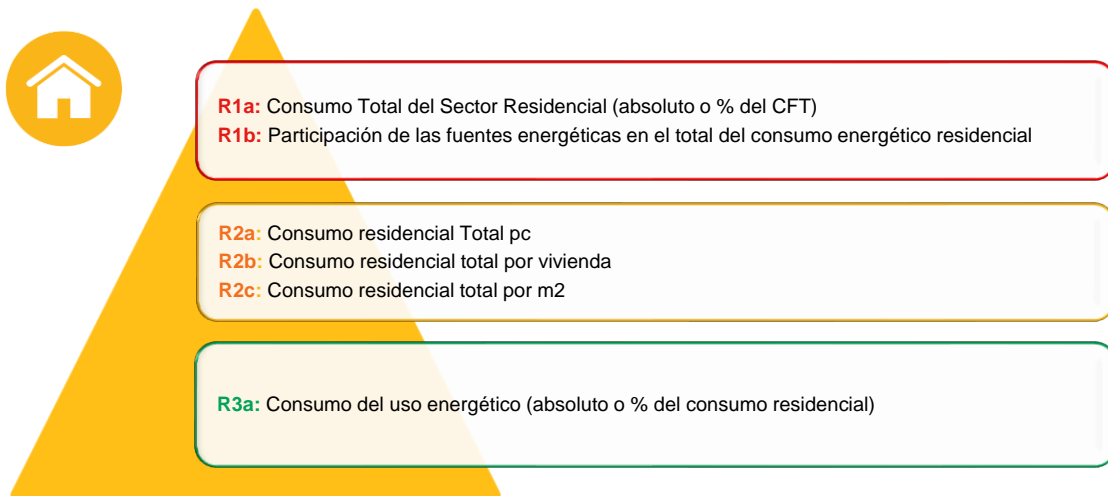 R1a: Consumo Total del Sector Residencial (absoluto o % del CFT)
R1b: Participación de las fuentes energéticas en el total del consumo energético residencial
R2a: Consumo residencial Total pc
R2b: Consumo residencial total por vivienda
R2c: Consumo residencial total por m2
R3a: Consumo del uso energético (absoluto o % del consumo residencial)